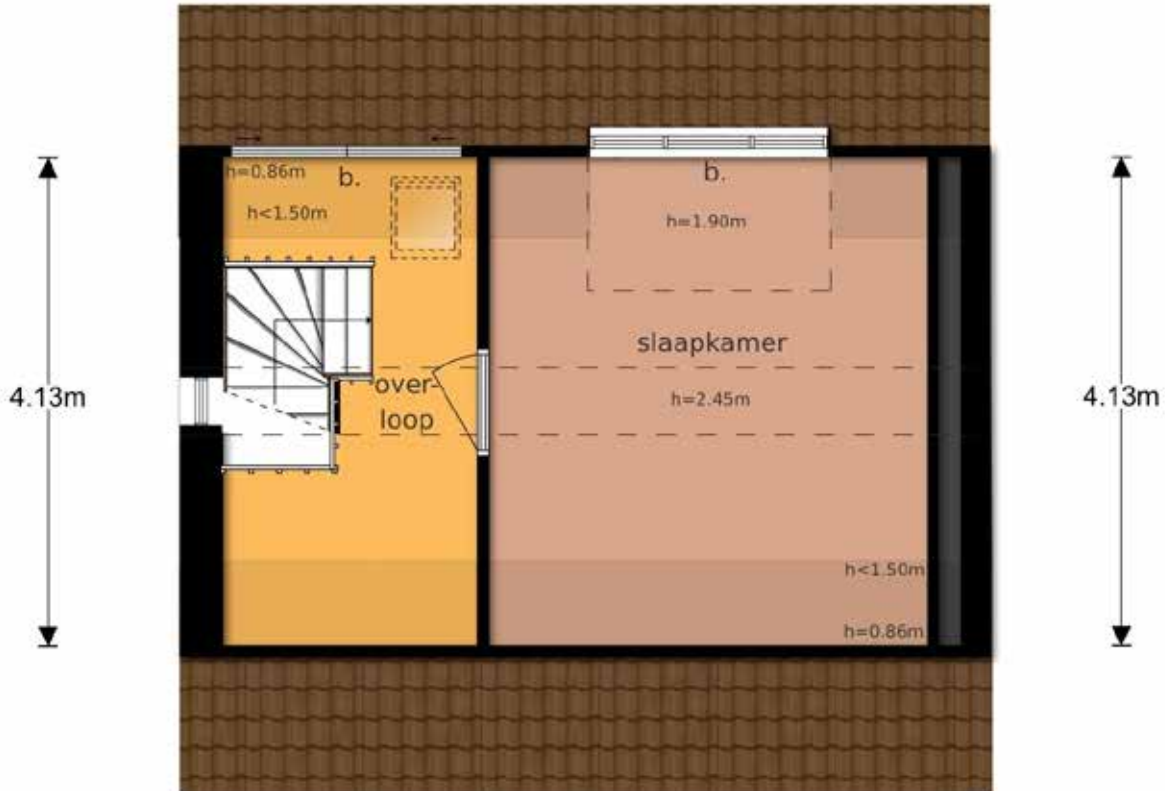 h=0.86m
b.
h<1.50m
b.
h=1.90m
slaapkamer
4.13m
over-
loop
h=2.45m
4.13m
h<1.50m
h=0.86m